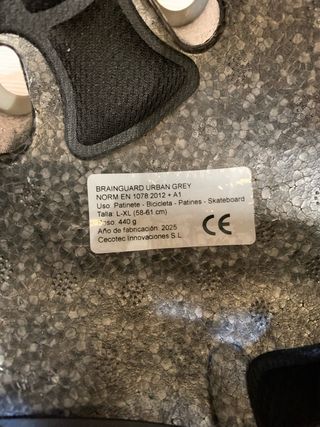 BRAINGUARD URBAN GREY
NORM EN 1078:2012 + A1
Uso: Patinete - Bicicleta - Patines - Skateboard
Talla: L-XL (58-61 cm)
Peso: 440 g
Año de fabricación: 2025
Cecotec Innovaciones S.L.
CE